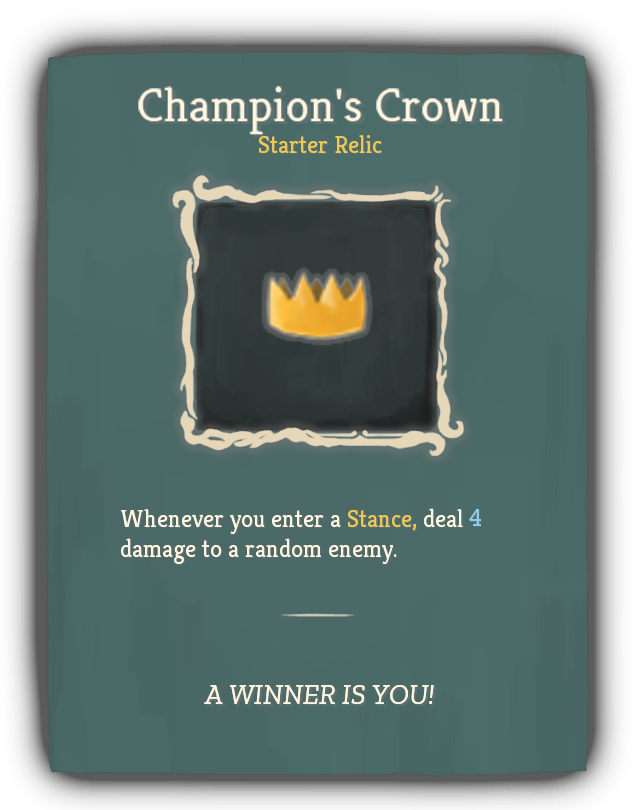 Champion's Crown
Starter Relic
Whenever you enter a Stance, deal 4
damage to a random enemy.
A WINNER IS YOU!